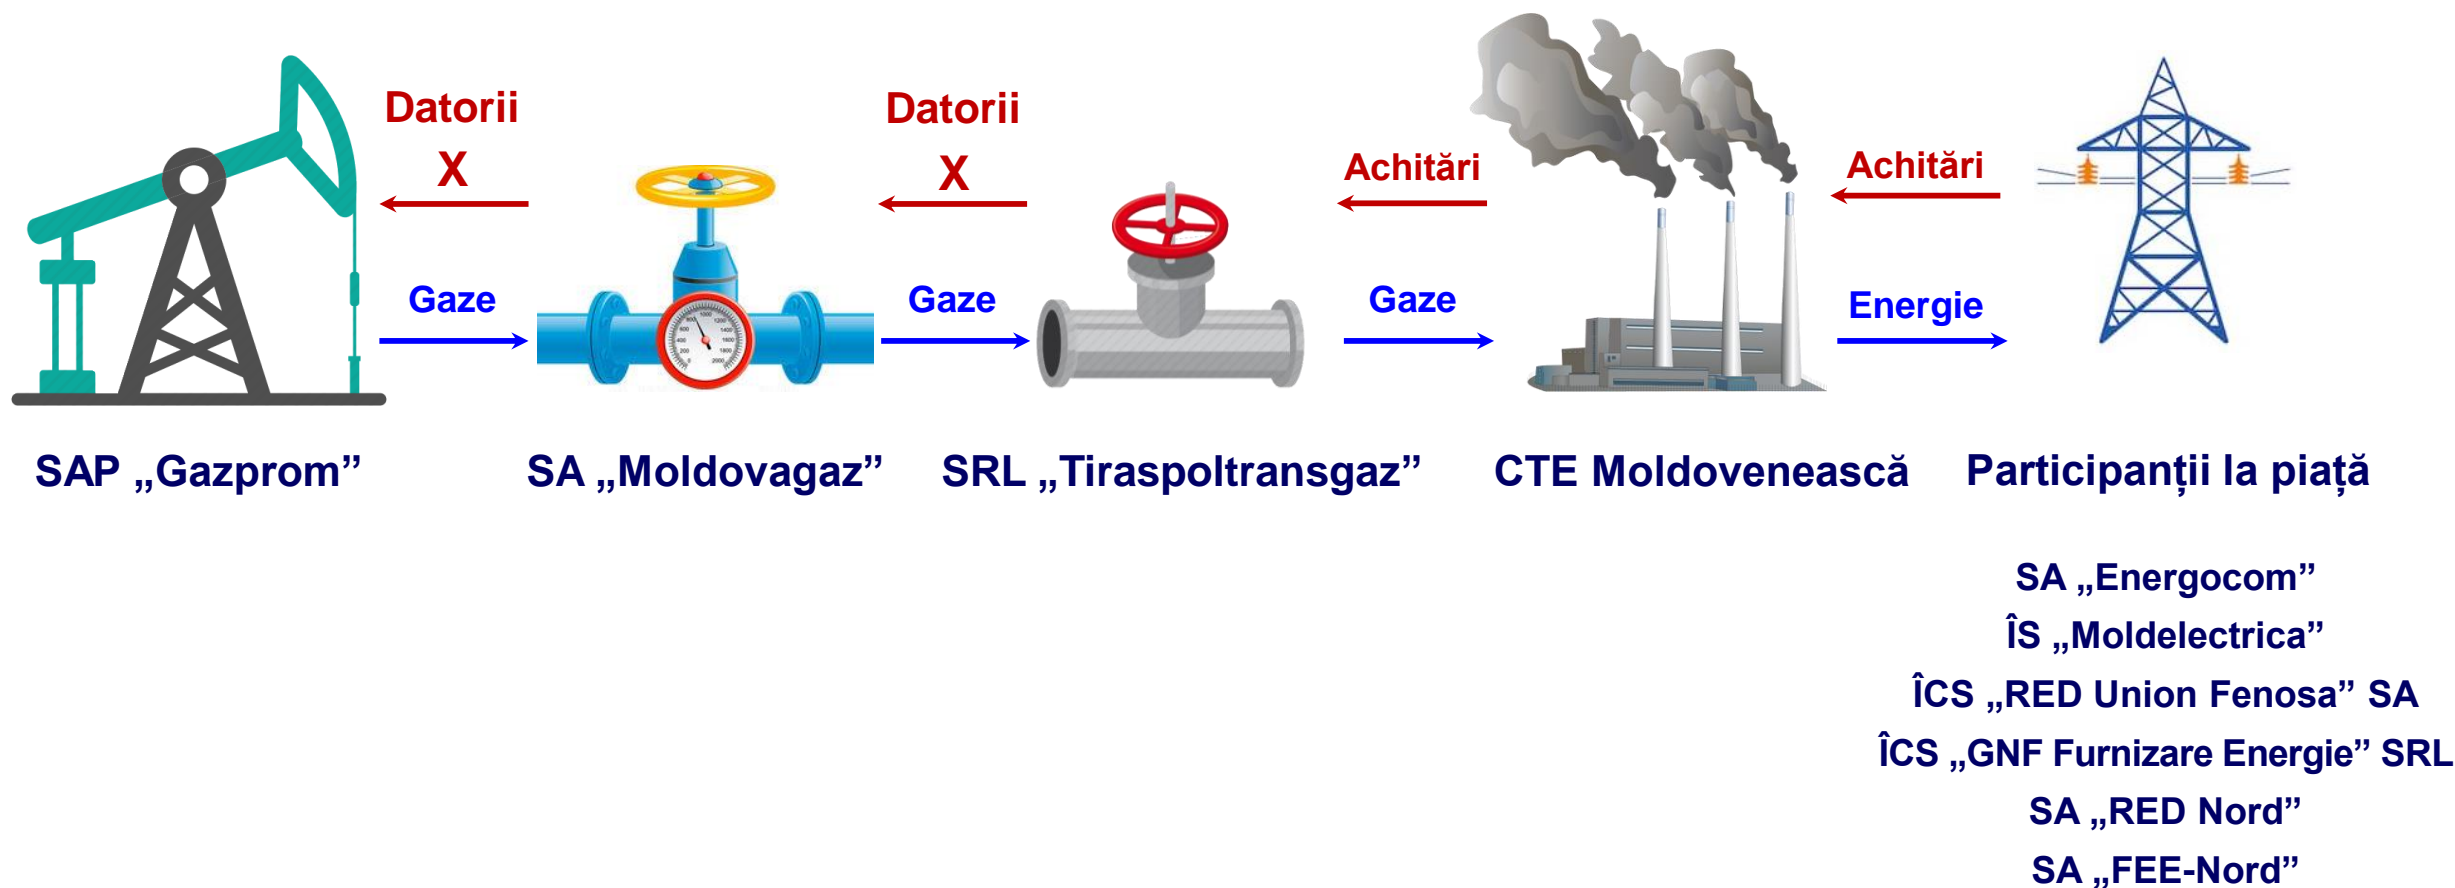 Datorii
X
Datorii
X
Achitări
Achitări
Gaze
Gaze
Gaze
Energie
SAP „Gazprom”
SA „Moldovagaz”
SRL „Tiraspoltransgaz”
CTE Moldovenească
Participanții la piață
SA „Energocom”
ÎS „Moldelectrica”
ÎCS „RED Union Fenosa” SA
ÎCS „GNF Furnizare Energie” SRL
SA „RED Nord”
SA „FEE-Nord”